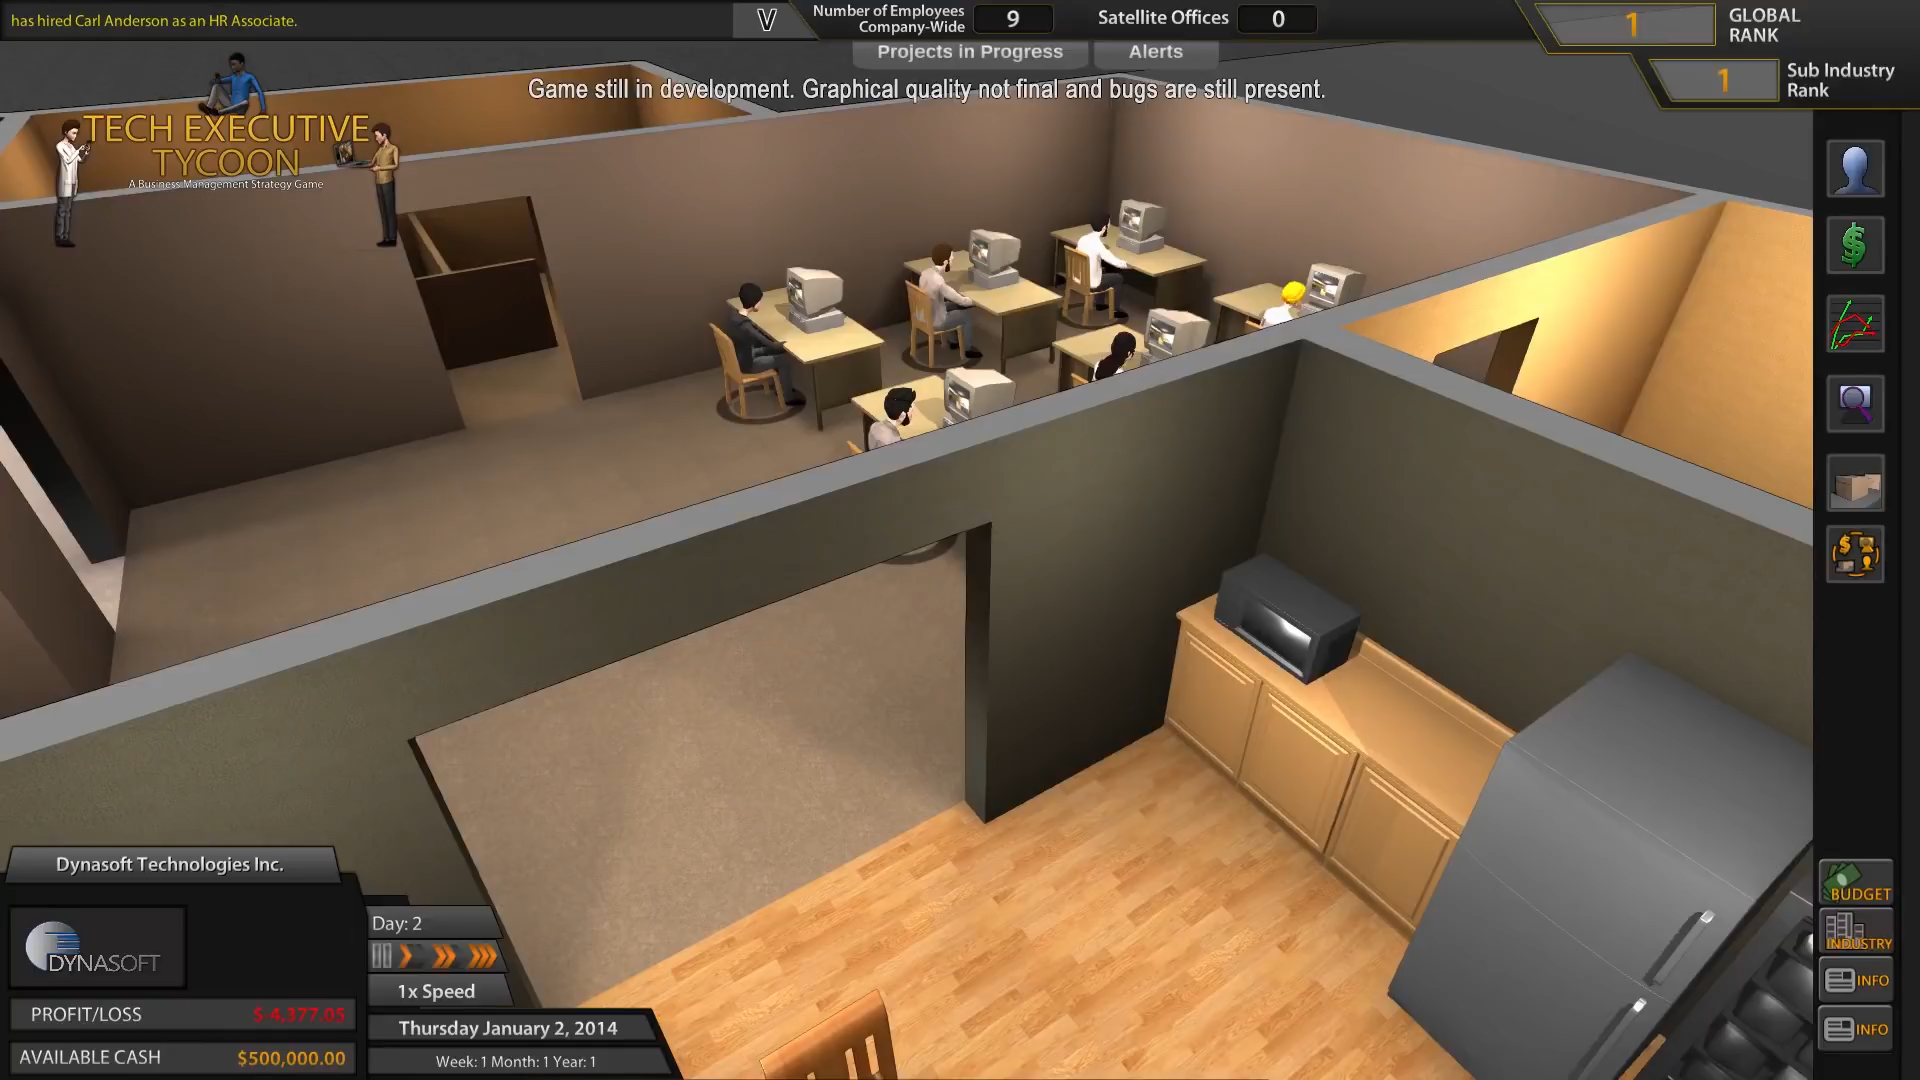 has hired Carl Anderson as an HR Associate.
V
Number of Employees
Company-Wide
9
Satellite Offices
0
1
GLOBAL
RANK
Projects in Progress
Alerts
1
Sub Industry
Rank
Game still in development. Graphical quality not final and bugs are still present.
TECH EXECUTIVE
TYCOON
A Business Management Strategy Game
$
Dynasoft Technologies Inc.
DYNASOFT
PROFIT/LOSS
$-4,377.05
AVAILABLE CASH
$500,000.00
Day: 2
1x Speed
Thursday January 2, 2014
Week: 1 Month: 1 Year: 1
BUDGET
INDUSTRY
INFO
INFO